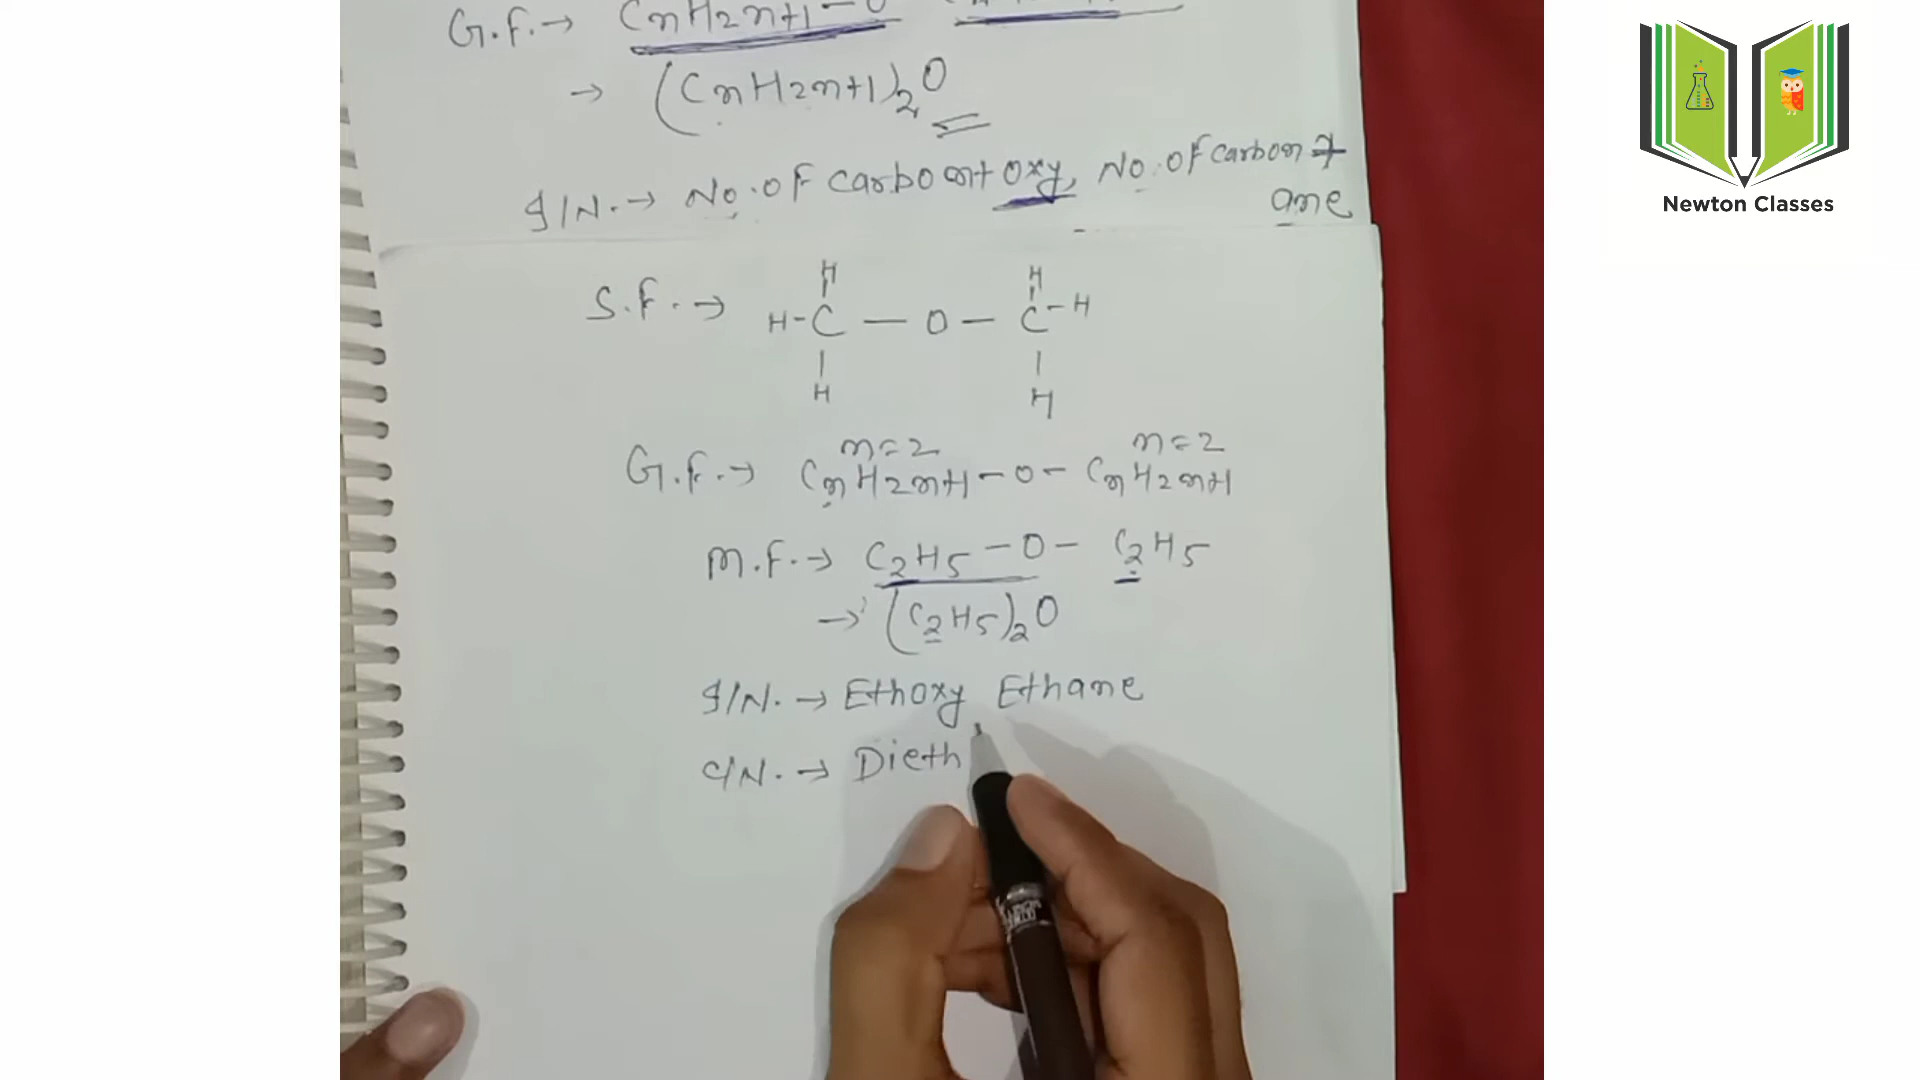 G.F. → CnH2n+1 - O
→ (CnH2n+1)2O
I/N. → No. of carbon + oxy, No. of carbon +
ane
S.F. →
H H
H - C — O — C - H
H H
n=2 n=2
G.F. → CnH2n+1 - O - CnH2n+1
M.F. → C2H5 - O - C2H5
→ (C2H5)2O
I/N. → Ethoxy Ethane
C/N. → Dieth
Newton Classes